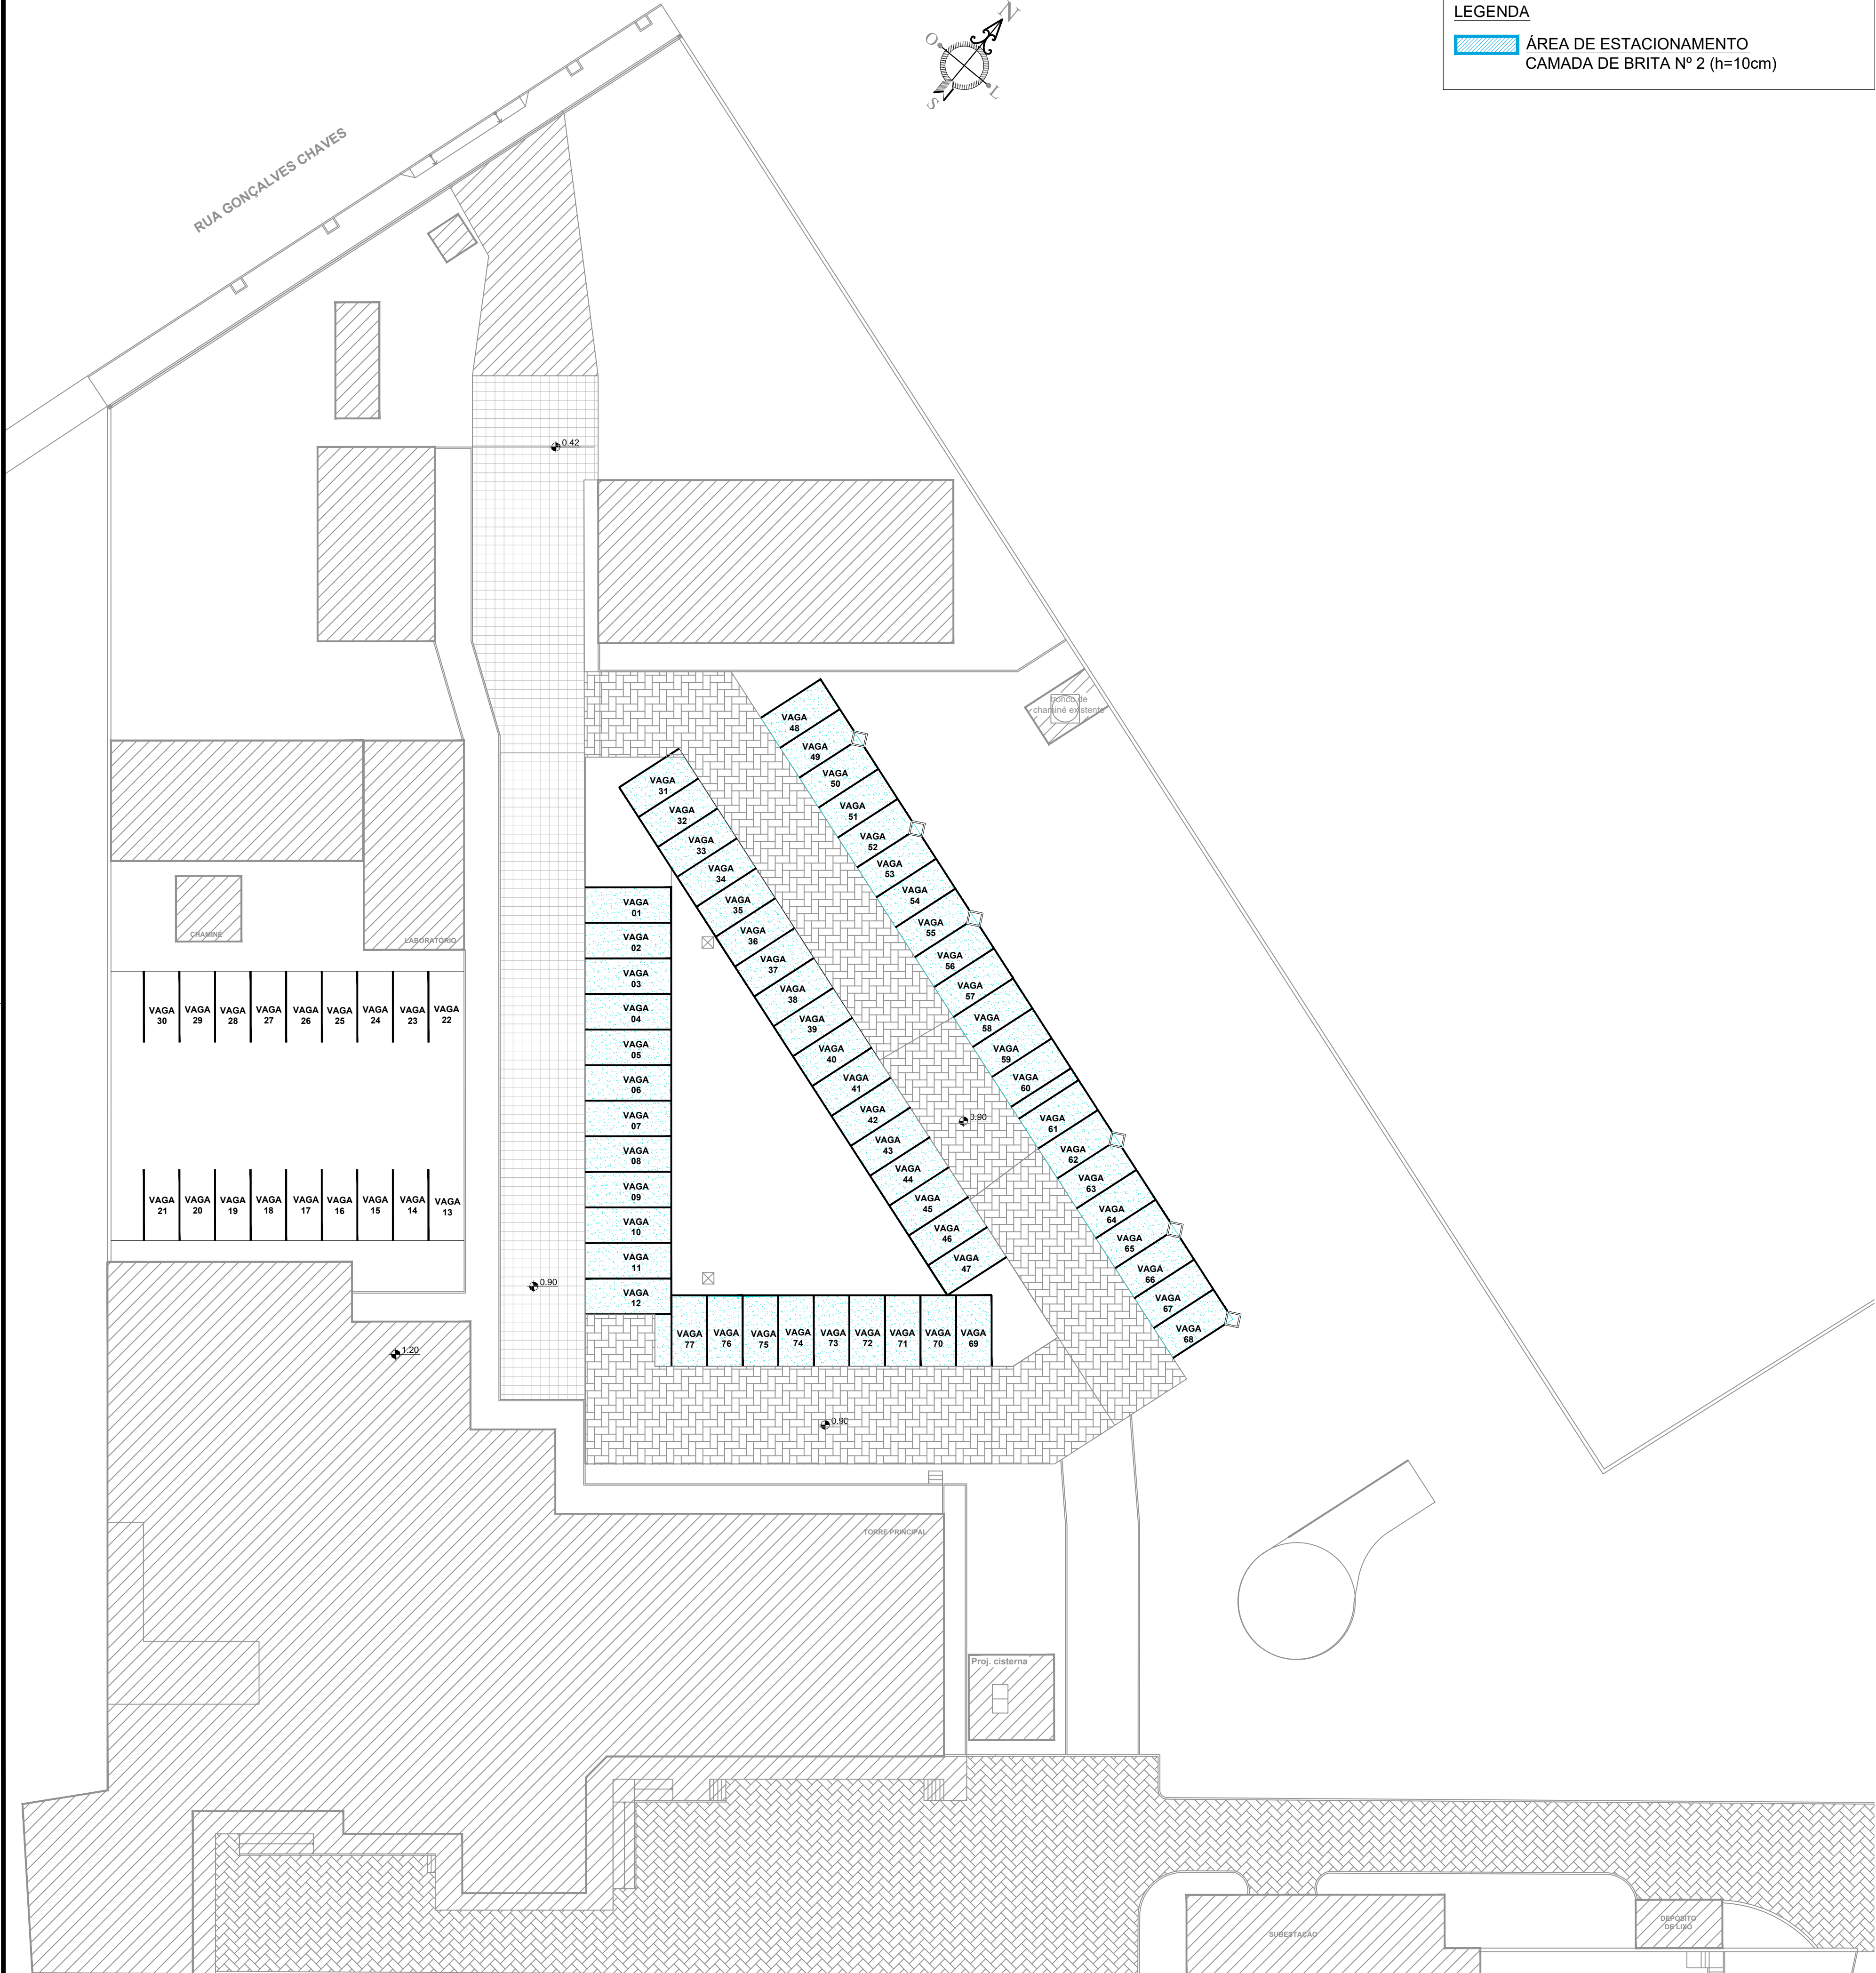 LEGENDA
ÁREA DE ESTACIONAMENTO
CAMADA DE BRITA Nº 2 (h=10cm)
N
O
L
S
RUA GONÇALVES CHAVES
0.42
tronco de
chaminé existente
VAGA
48
VAGA
49
VAGA
50
VAGA
51
VAGA
52
VAGA
53
VAGA
54
VAGA
55
VAGA
56
VAGA
57
VAGA
58
VAGA
59
VAGA
60
VAGA
61
VAGA
62
VAGA
63
VAGA
64
VAGA
65
VAGA
66
VAGA
67
VAGA
68
VAGA
31
VAGA
32
VAGA
33
VAGA
34
VAGA
35
VAGA
36
VAGA
37
VAGA
38
VAGA
39
VAGA
40
VAGA
41
VAGA
42
VAGA
43
VAGA
44
VAGA
45
VAGA
46
VAGA
47
0.90
VAGA
01
VAGA
02
VAGA
03
VAGA
04
VAGA
05
VAGA
06
VAGA
07
VAGA
08
VAGA
09
VAGA
10
VAGA
11
VAGA
12
CHAMINÉ
LABORATÓRIO
VAGA
30
VAGA
29
VAGA
28
VAGA
27
VAGA
26
VAGA
25
VAGA
24
VAGA
23
VAGA
22
VAGA
21
VAGA
20
VAGA
19
VAGA
18
VAGA
17
VAGA
16
VAGA
15
VAGA
14
VAGA
13
0.90
1.20
VAGA
77
VAGA
76
VAGA
75
VAGA
74
VAGA
73
VAGA
72
VAGA
71
VAGA
70
VAGA
69
0.90
TORRE PRINCIPAL
Proj. cisterna
SUBESTAÇÃO
DEPÓSITO
DE LIXO